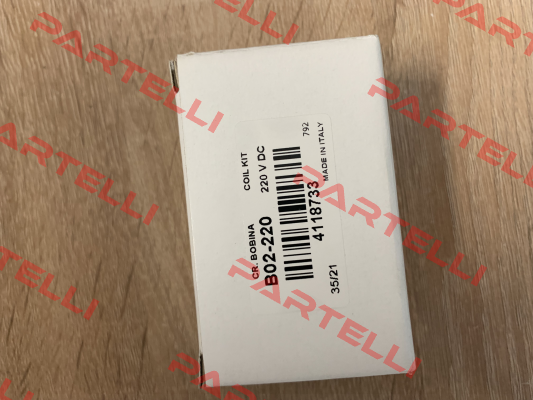 CR. BOBINA
COIL KIT
B02-220
220 V DC
4118733
792
35/21
MADE IN ITALY
PARTELLI
PARTELLI
PARTELLI
PARTELLI
PARTELLI
PARTELLI
PARTELLI